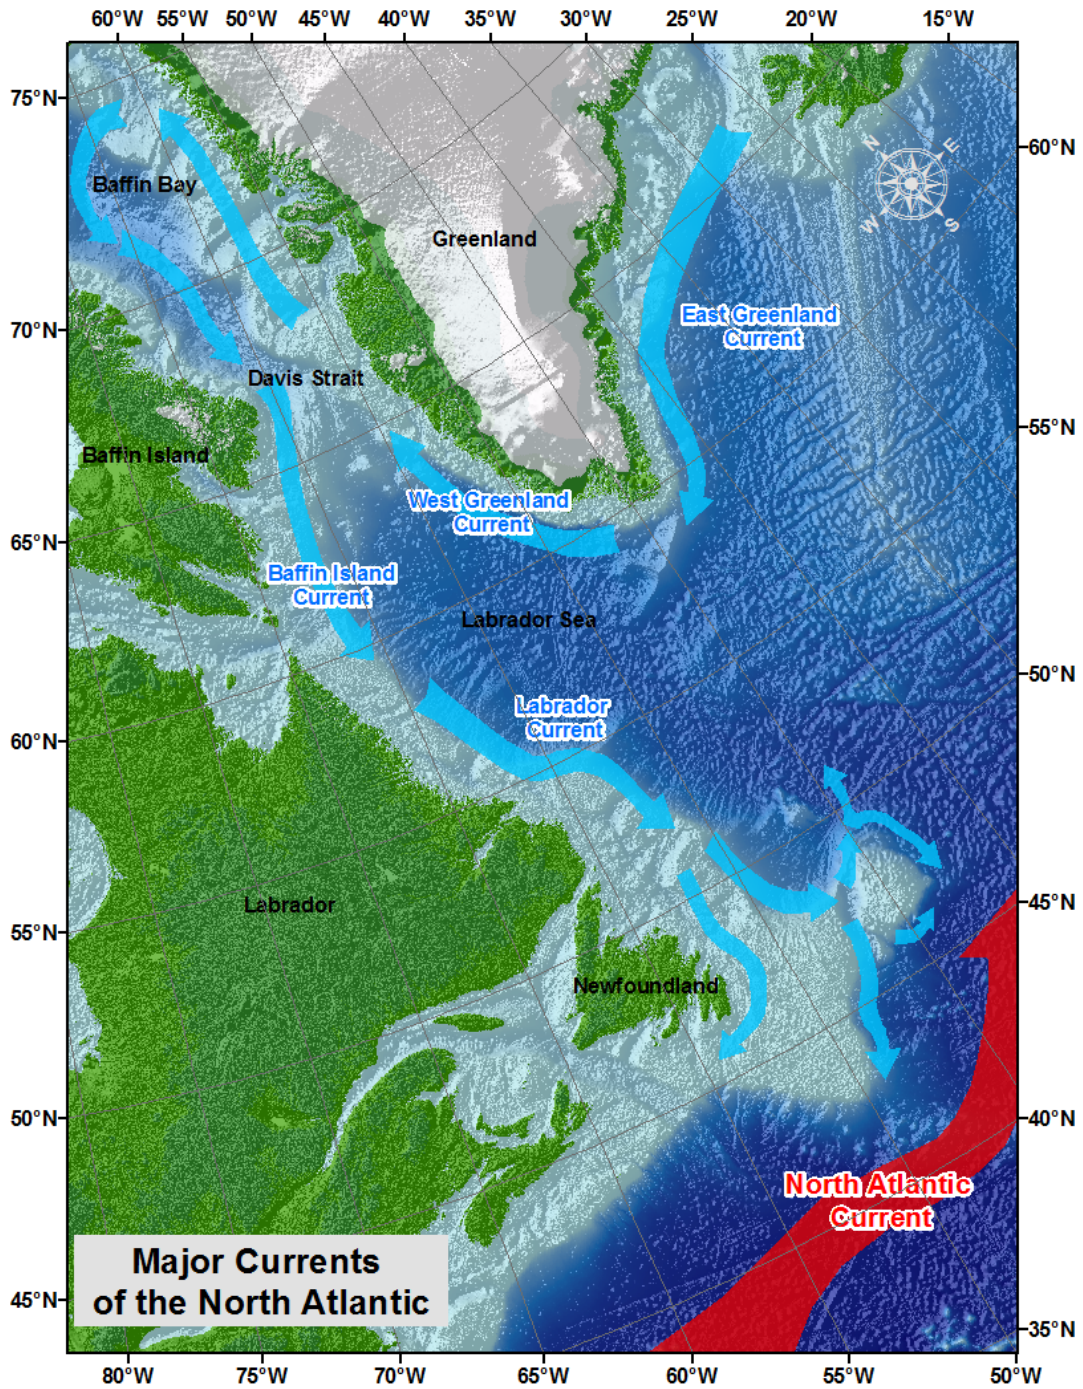 60°W 55°W 50°W 45°W 40°W 35°W 30°W 25°W 20°W 15°W
75°N
60°N
N E
W S
Baffin Bay
Greenland
East Greenland
Current
70°N
Davis Strait
55°N
Baffin Island
West Greenland
Current
65°N
Baffin Island
Current
Labrador Sea
50°N
Labrador
Current
60°N
Labrador
45°N
55°N
Newfoundland
50°N
40°N
North Atlantic
Current
Major Currents
of the North Atlantic
45°N
35°N
80°W 75°W 70°W 65°W 60°W 55°W 50°W